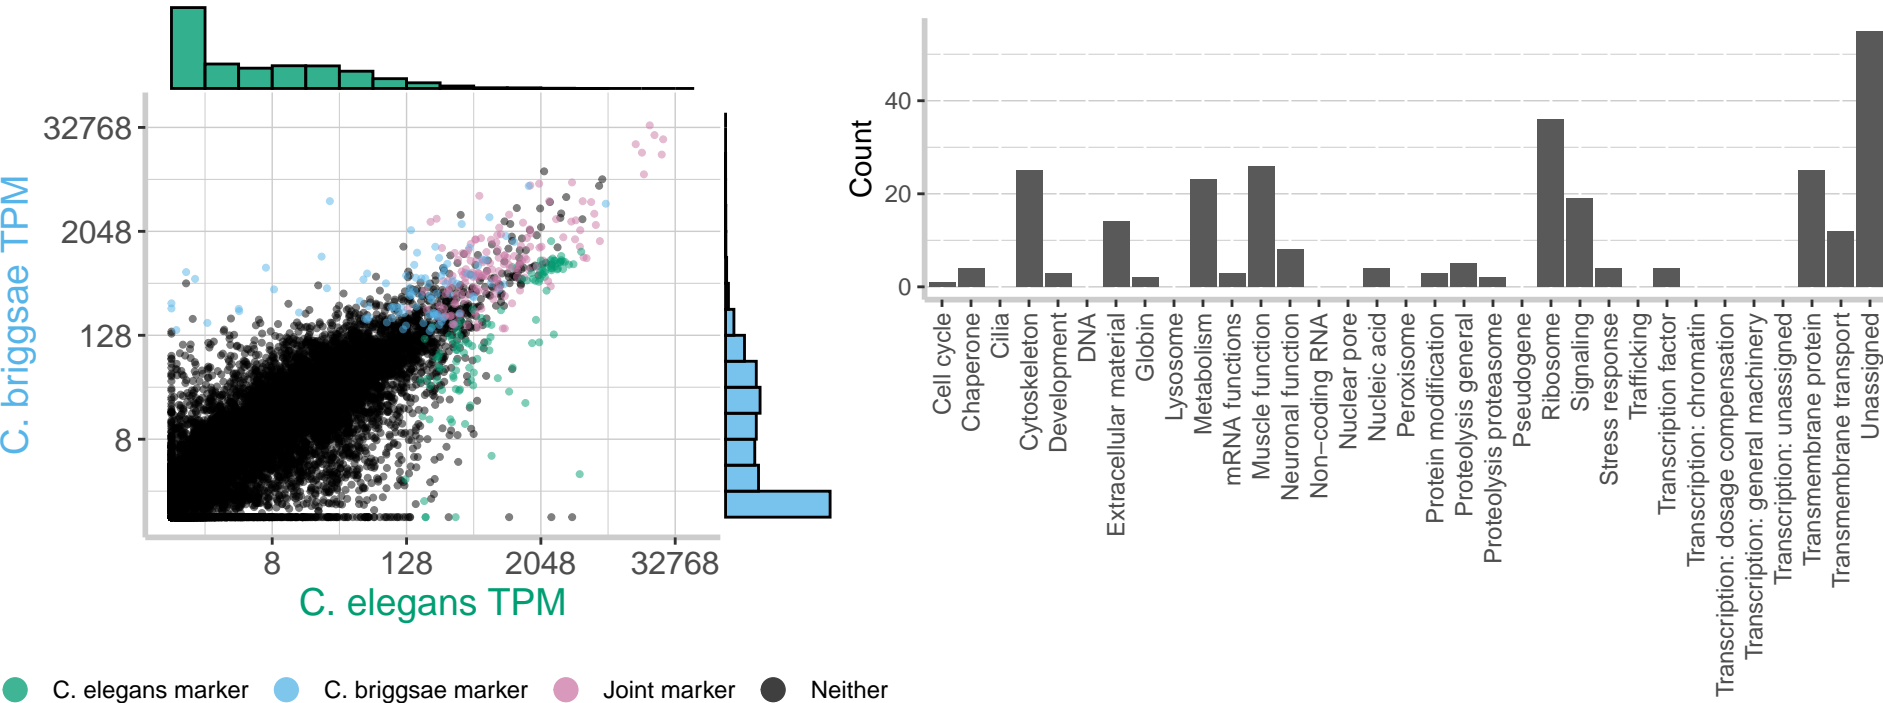 32768
2048
128
8
C. briggsae TPM
8
128
2048
32768
C. elegans TPM
C. elegans marker
C. briggsae marker
Joint marker
Neither
Count
40
20
0
Cell cycle
Chaperone
Cilia
Cytoskeleton
Development
DNA
Extracellular material
Globin
Lysosome
Metabolism
mRNA functions
Muscle function
Neuronal function
Non−coding RNA
Nuclear pore
Nucleic acid
Peroxisome
Protein modification
Proteolysis general
Proteolysis proteasome
Pseudogene
Ribosome
Signaling
Stress response
Trafficking
Transcription factor
Transcription: chromatin
Transcription: dosage compensation
Transcription: general machinery
Transcription: unassigned
Transmembrane protein
Transmembrane transport
Unassigned